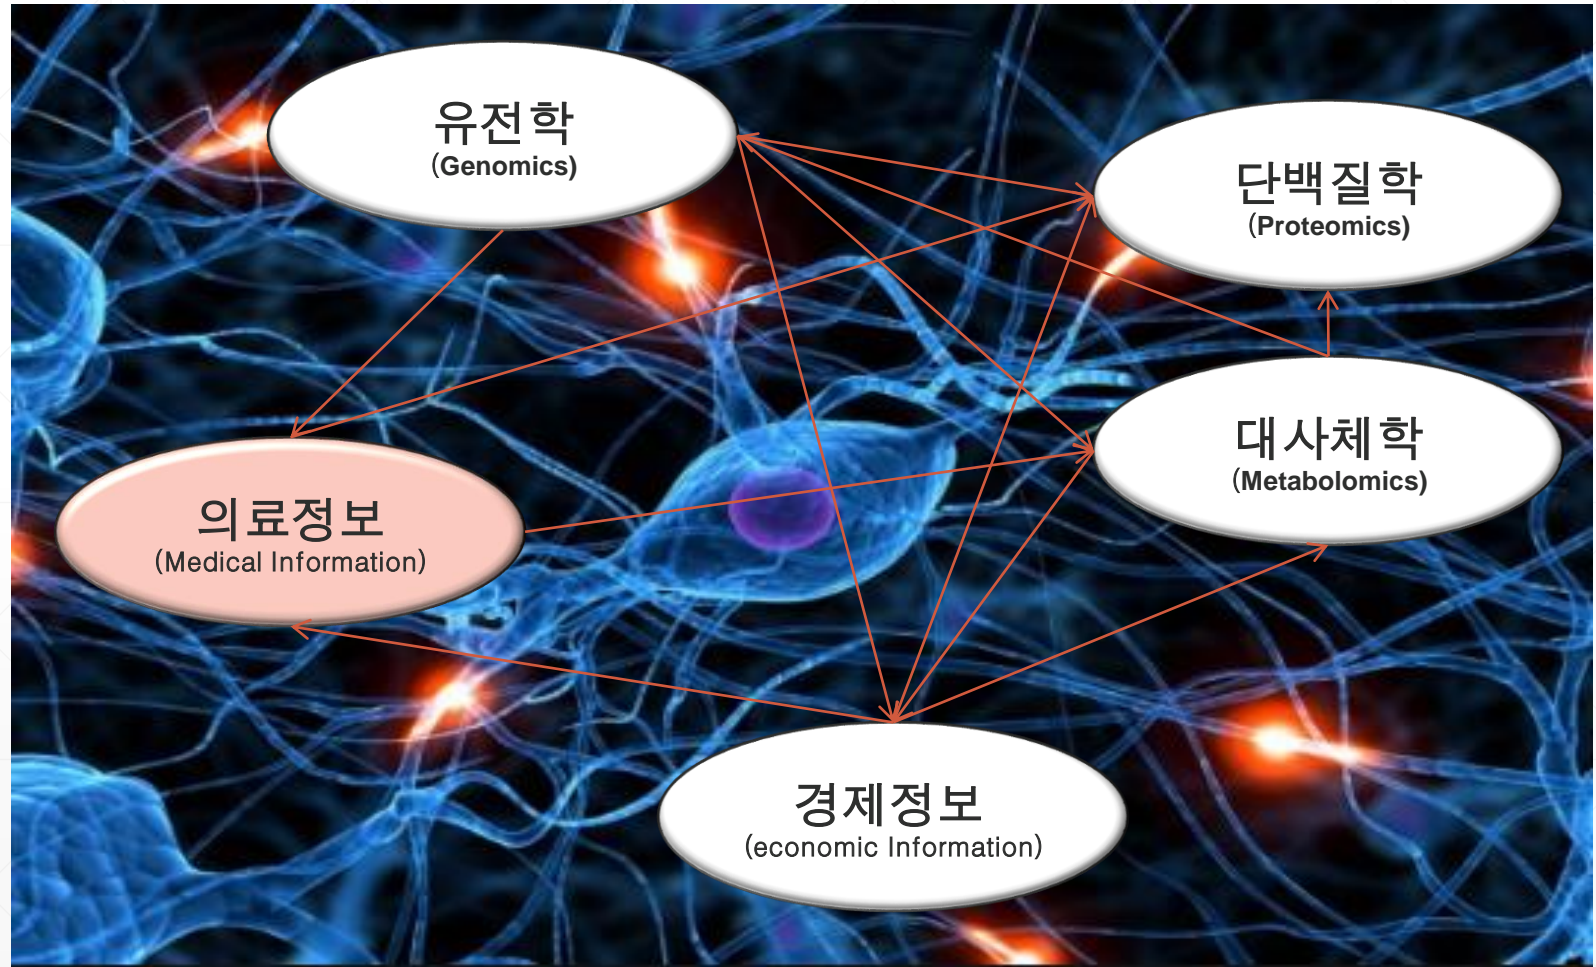 유전학
(Genomics)
단백질학
(Proteomics)
대사체학
(Metabolomics)
의료정보
(Medical Information)
경제정보
(economic Information)